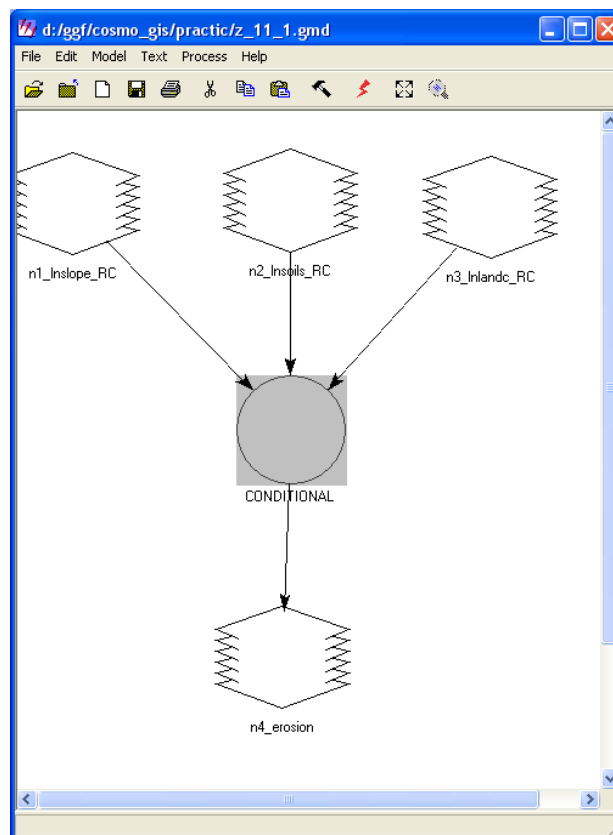 d:/ggf/cosmo_gis/practic/z_11_1.gmd
File Edit Model Text Process Help
n1_lnslope_RC
n2_lnsoils_RC
n3_lnlandc_RC
CONDITIONAL
n4_erosion